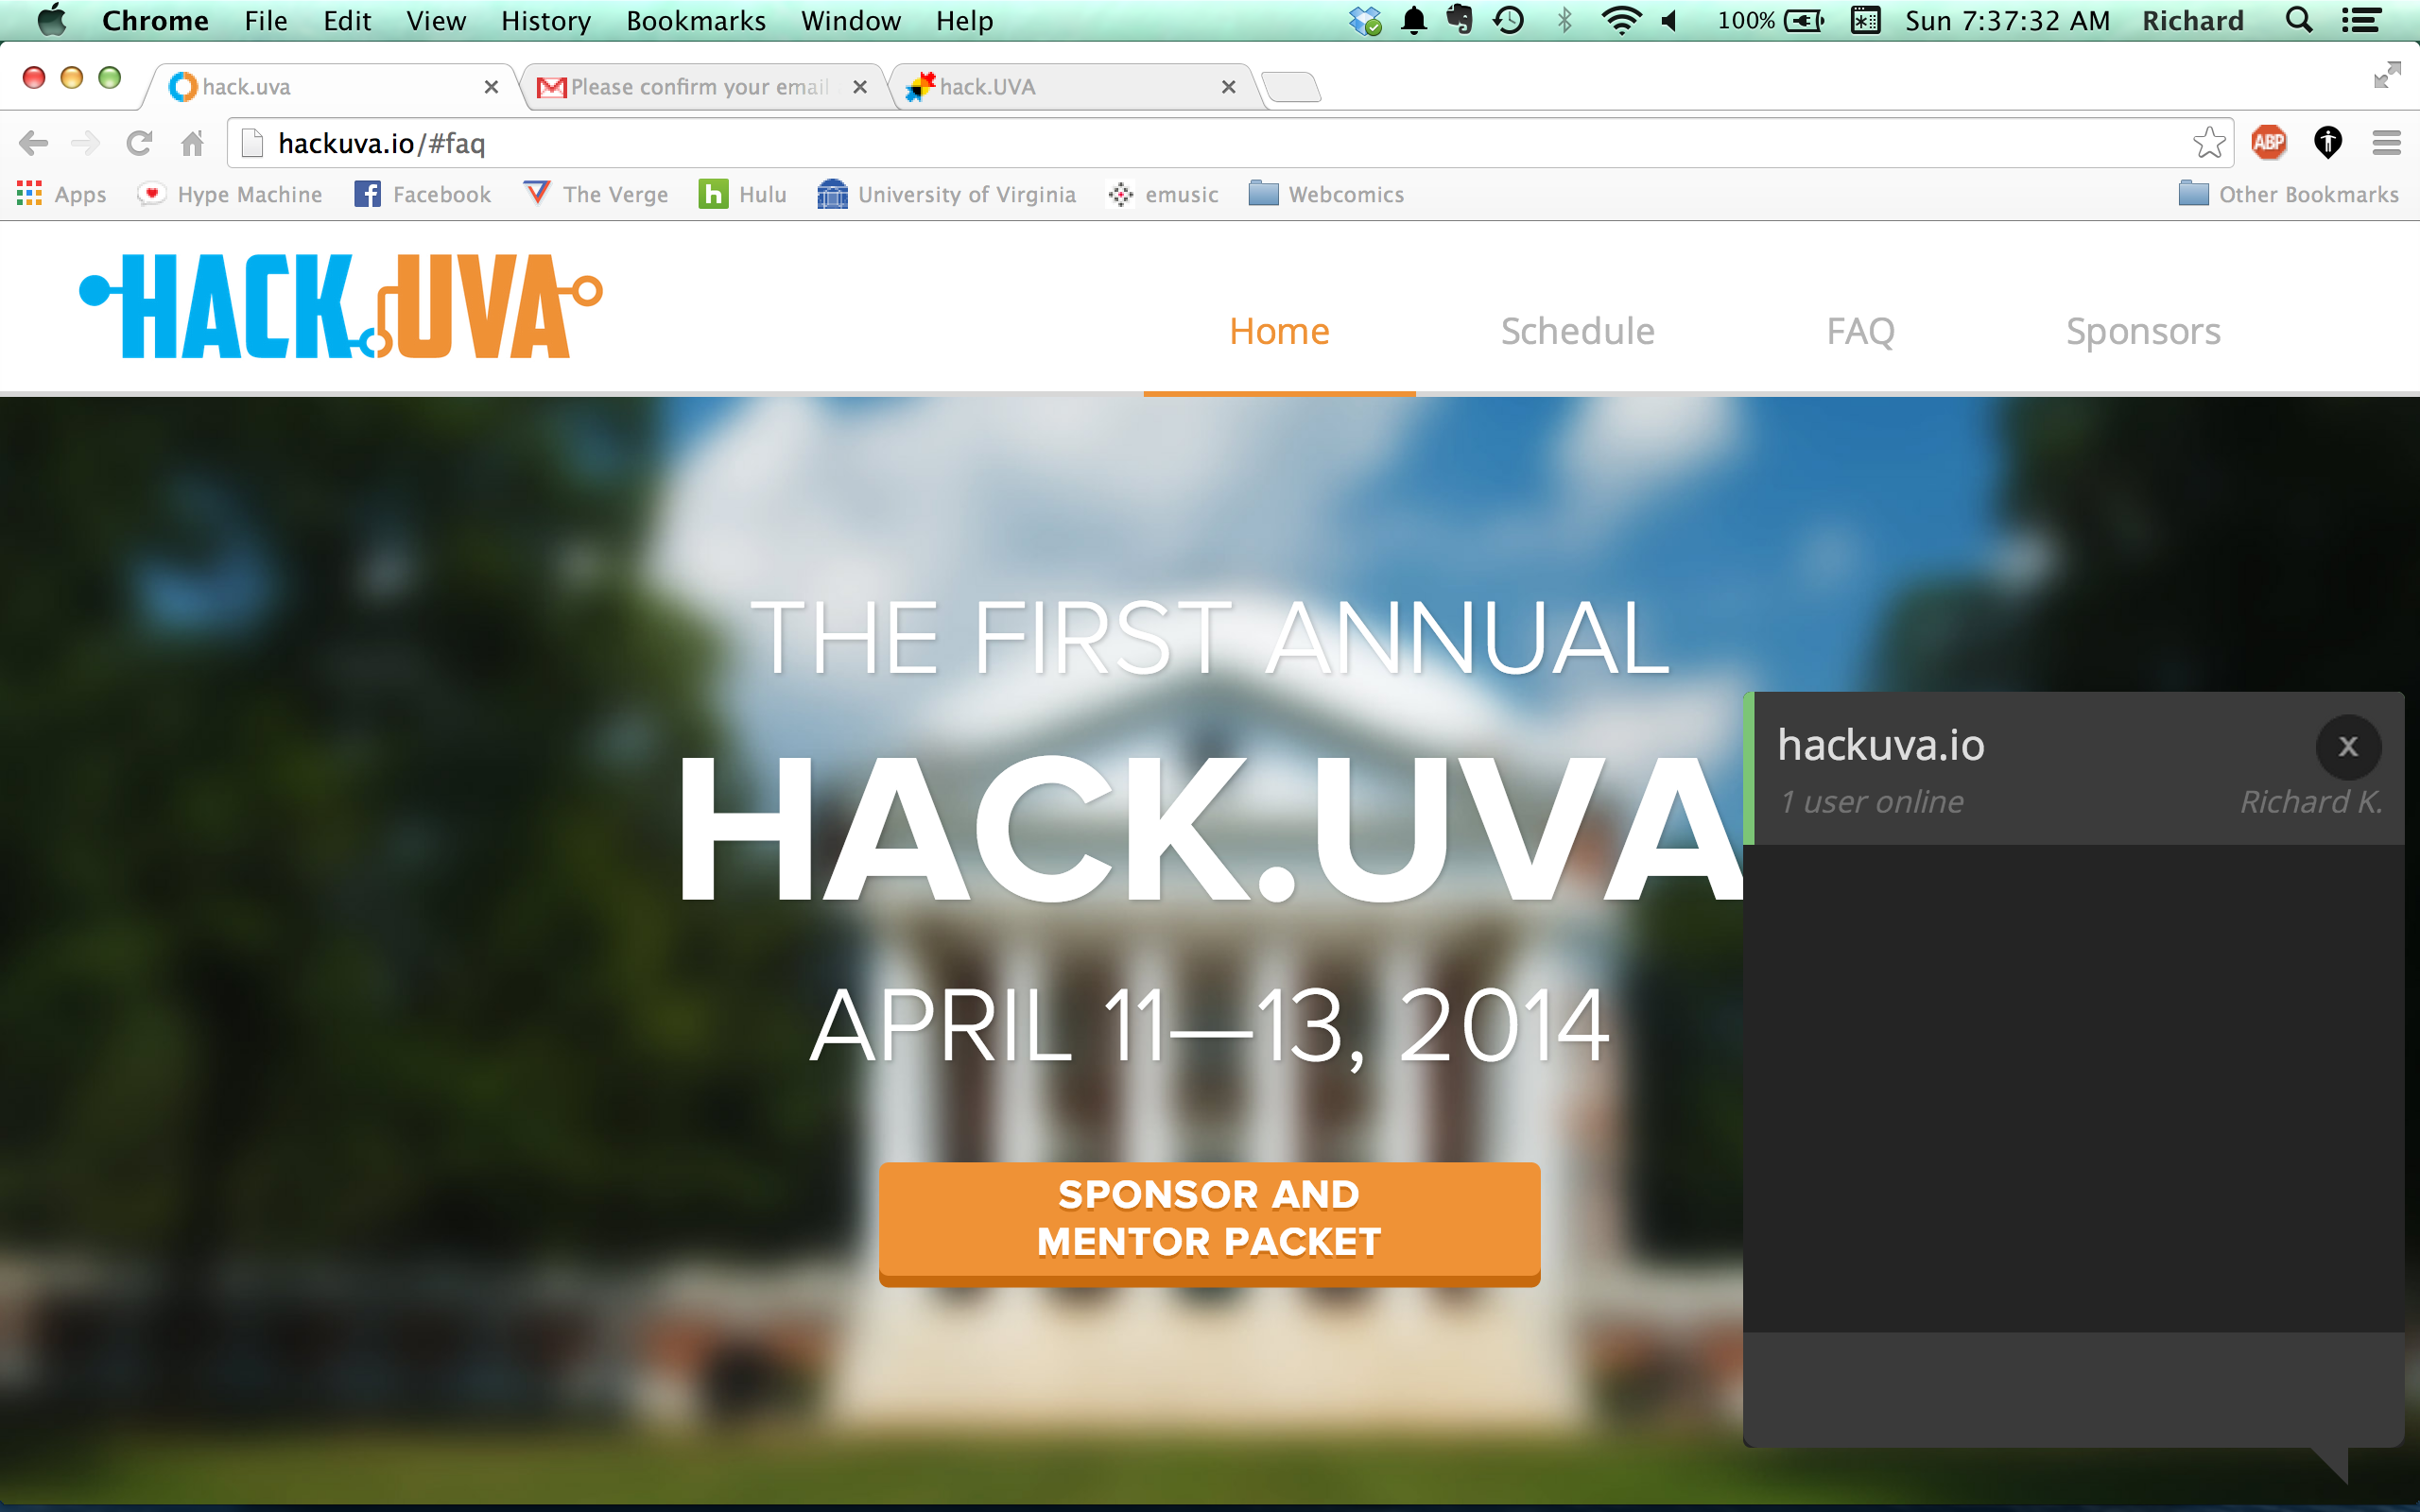 Chrome File Edit View History Bookmarks Window Help 100% Sun 7:37:32 AM Richard
hack.uva Please confirm your email hack.UVA
hackuva.io/#faq ABP
Apps Hype Machine Facebook The Verge h Hulu University of Virginia emusic Webcomics Other Bookmarks
HACK.UVA
Home Schedule FAQ Sponsors
THE FIRST ANNUAL
HACK.UVA
APRIL 11—13, 2014
SPONSOR AND
MENTOR PACKET
hackuva.io x
1 user online Richard K.